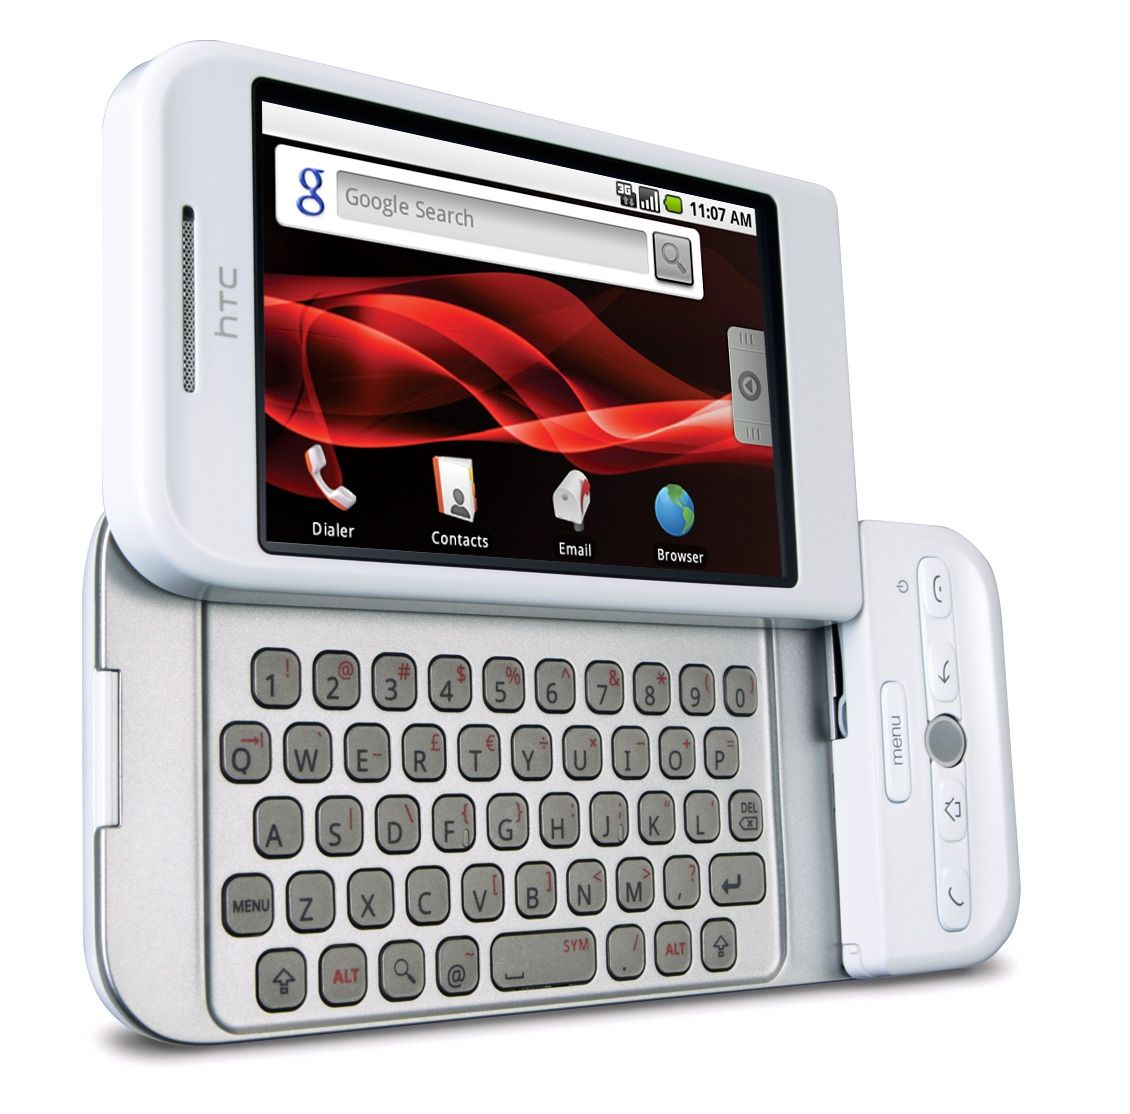 hTC
3G 11:07 AM
g Google Search
Dialer Contacts Email Browser
1 ! 2 @ 3 # 4 $ 5 % 6 ^ 7 & 8 * 9 ( 0 )
Q W ` E _ R £ T € Y ÷ U × I - O + P =
A S | D \ F { G } H : J ; K " L ' DEL
MENU Z X C V [ B ] N < M > , ?
ALT @ ~ SYM . / ALT
menu